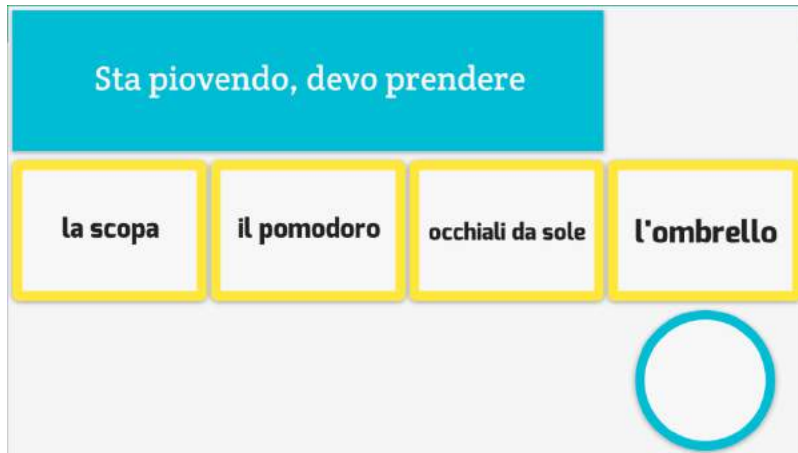 Sta piovendo, devo prendere
la scopa
il pomodoro
occhiali da sole
l'ombrello